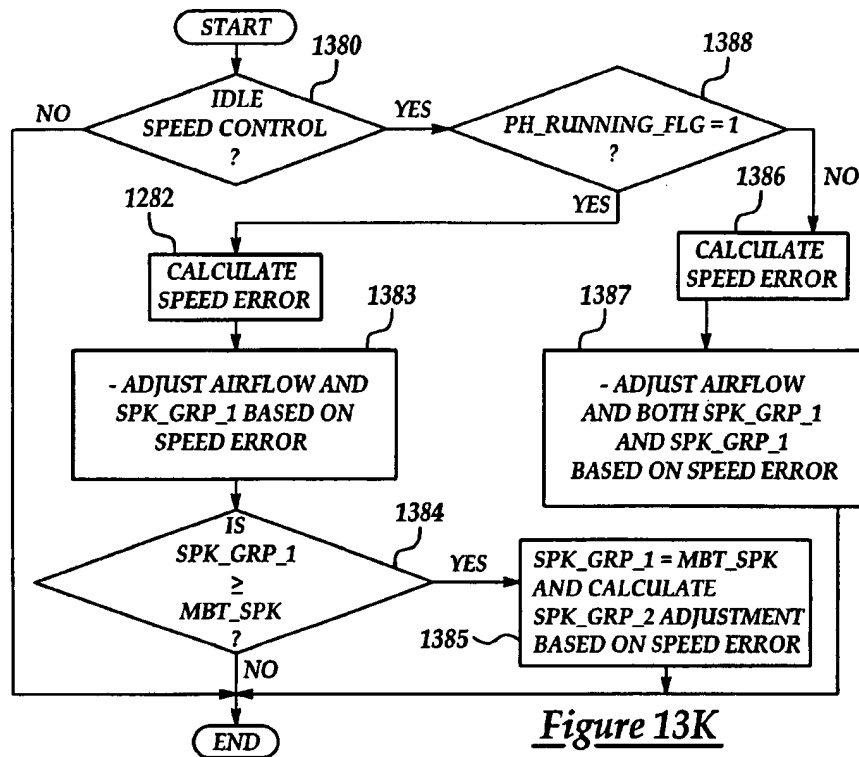 START
1380
IDLE
SPEED CONTROL
?
NO
YES
1388
PH_RUNNING_FLG = 1
?
YES
NO
1282
CALCULATE
SPEED ERROR
1386
CALCULATE
SPEED ERROR
1383
- ADJUST AIRFLOW AND
SPK_GRP_1 BASED ON
SPEED ERROR
1387
- ADJUST AIRFLOW
AND BOTH SPK_GRP_1
AND SPK_GRP_1
BASED ON SPEED ERROR
1384
IS
SPK_GRP_1
≥
MBT_SPK
?
YES
NO
SPK_GRP_1 = MBT_SPK
AND CALCULATE
SPK_GRP_2 ADJUSTMENT
BASED ON SPEED ERROR
1385
END
Figure 13K